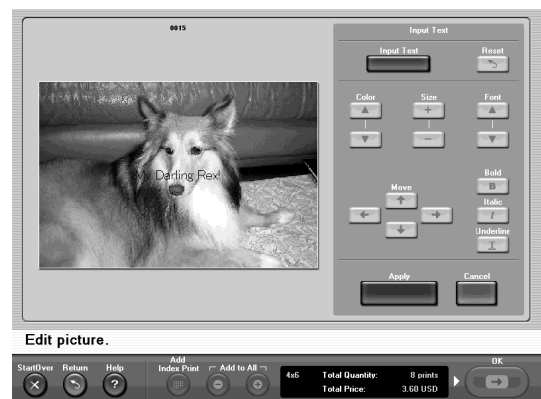 0015
Input Text
Input Text
Reset
Color
Size
Font
My Darling Rex!
Move
Bold
B
Italic
I
Underline
I
Apply
Cancel
Edit picture.
StartOver
Return
Help
?
Add
Index Print
Add to All
4x6
Total Quantity: 8 prints
Total Price: 3.60 USD
OK